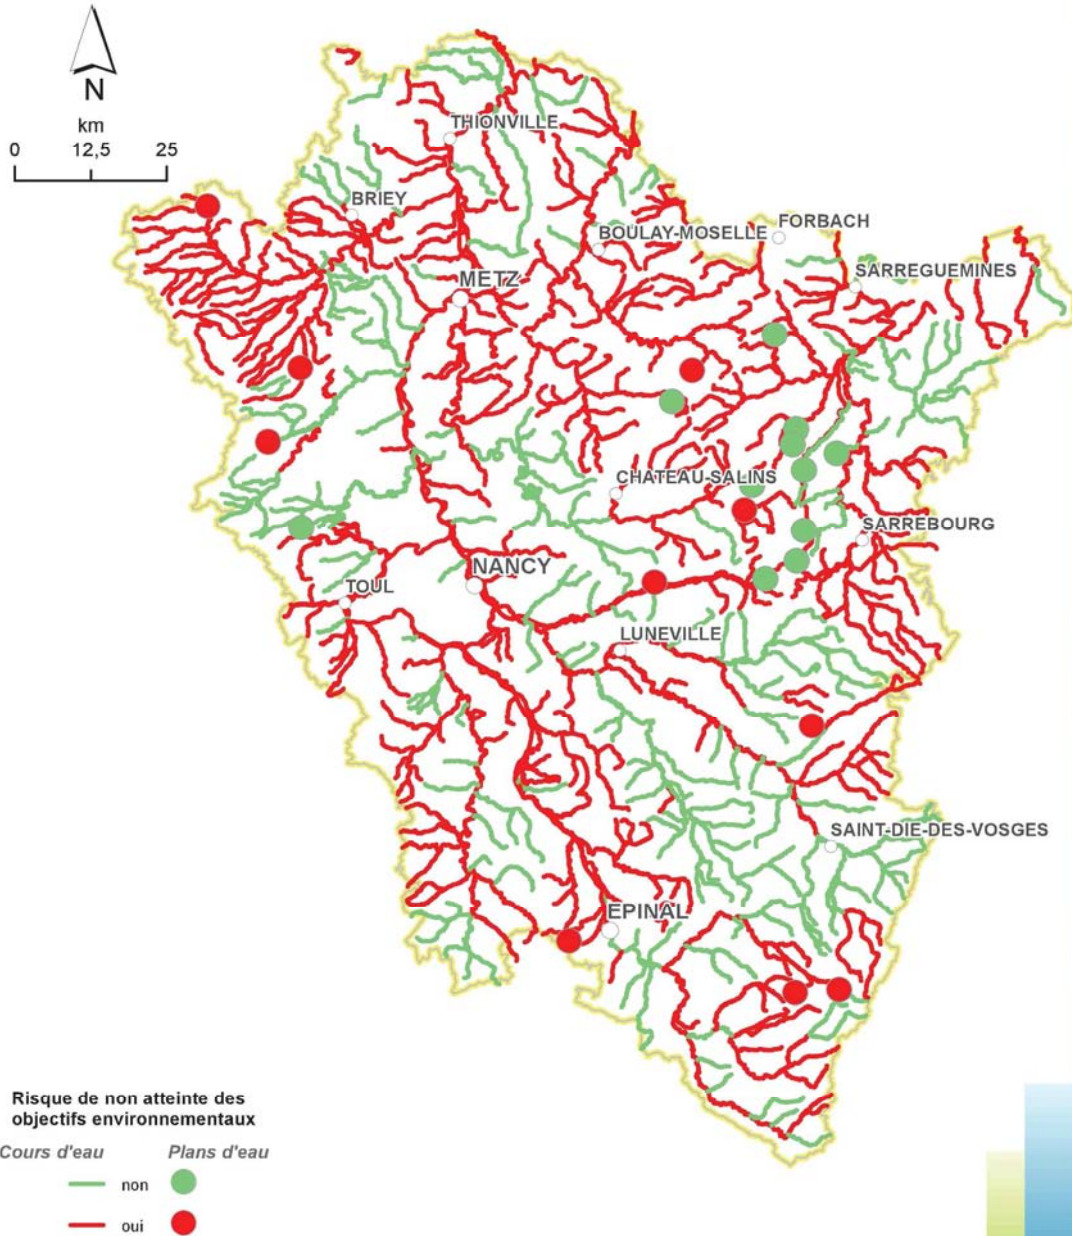 N
km
0 12,5 25
THIONVILLE
BRIEY
FORBACH
BOULAY-MOSELLE
SARREGUEMINES
METZ
CHATEAU-SALINS
SARREBOURG
NANCY
TOUL
LUNEVILLE
SAINT-DIE-DES-VOSGES
EPINAL
Risque de non atteinte des
objectifs environnementaux
Cours d'eau Plans d'eau
non
oui